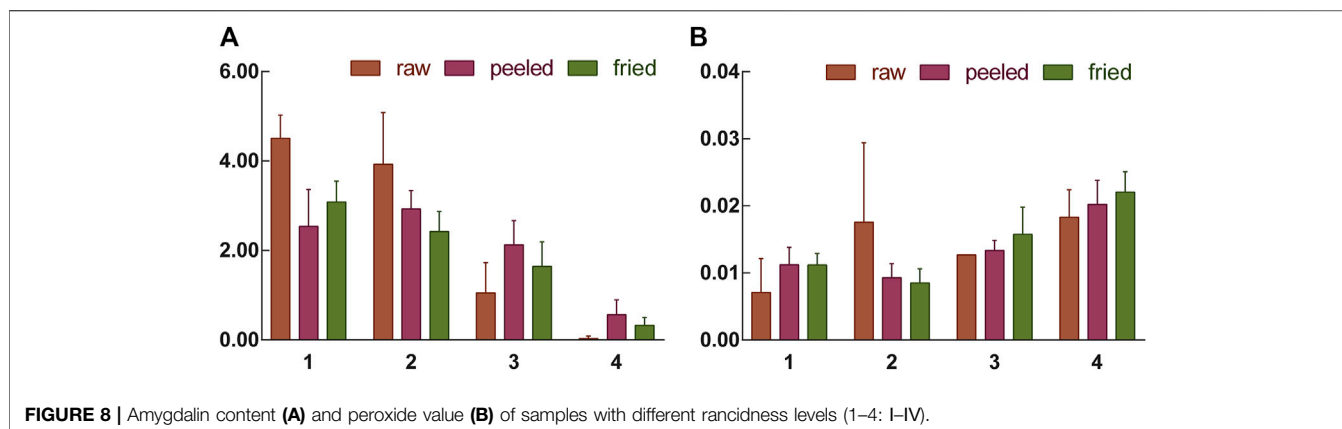 A
raw peeled fried
6.00
4.00
2.00
0.00
1 2 3 4
B
raw peeled fried
0.04
0.03
0.02
0.01
0.00
1 2 3 4
FIGURE 8 | Amygdalin content (A) and peroxide value (B) of samples with different rancidness levels (1–4: I–IV).